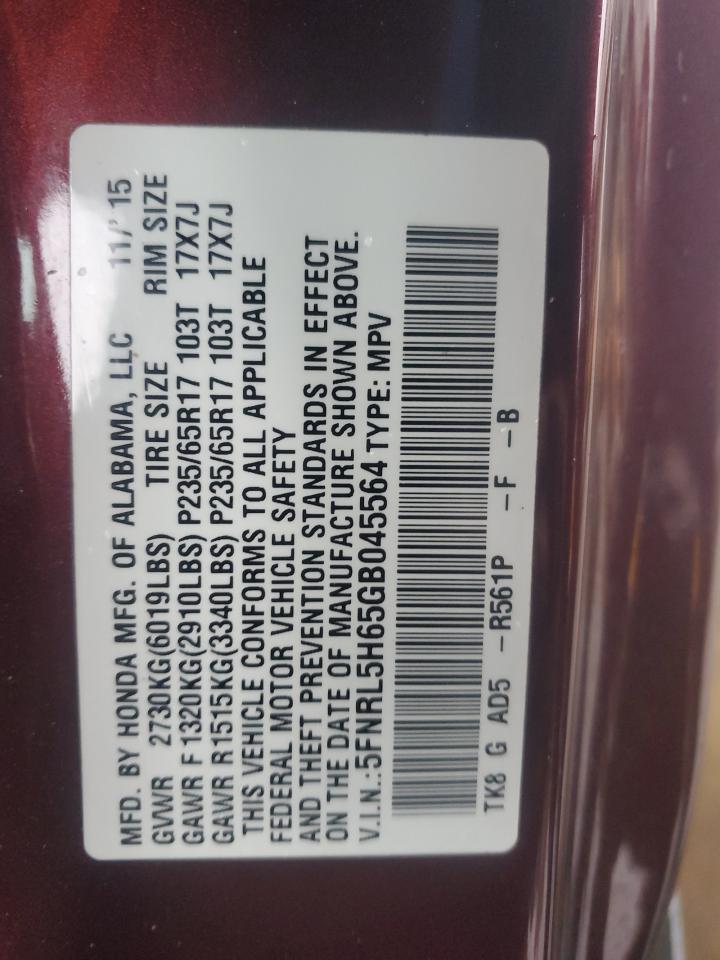 MFD. BY HONDA MFG. OF ALABAMA, LLC 11/'15
GVWR 2730KG(6019LBS) TIRE SIZE RIM SIZE
GAWR F 1320KG(2910LBS) P235/65R17 103T 17X7J
GAWR R 1515KG(3340LBS) P235/65R17 103T 17X7J
THIS VEHICLE CONFORMS TO ALL APPLICABLE
FEDERAL MOTOR VEHICLE SAFETY
AND THEFT PREVENTION STANDARDS IN EFFECT
ON THE DATE OF MANUFACTURE SHOWN ABOVE.
V.I.N.:5FNRL5H65GB045564 TYPE: MPV
TK8 G AD5 -R561P -F -B